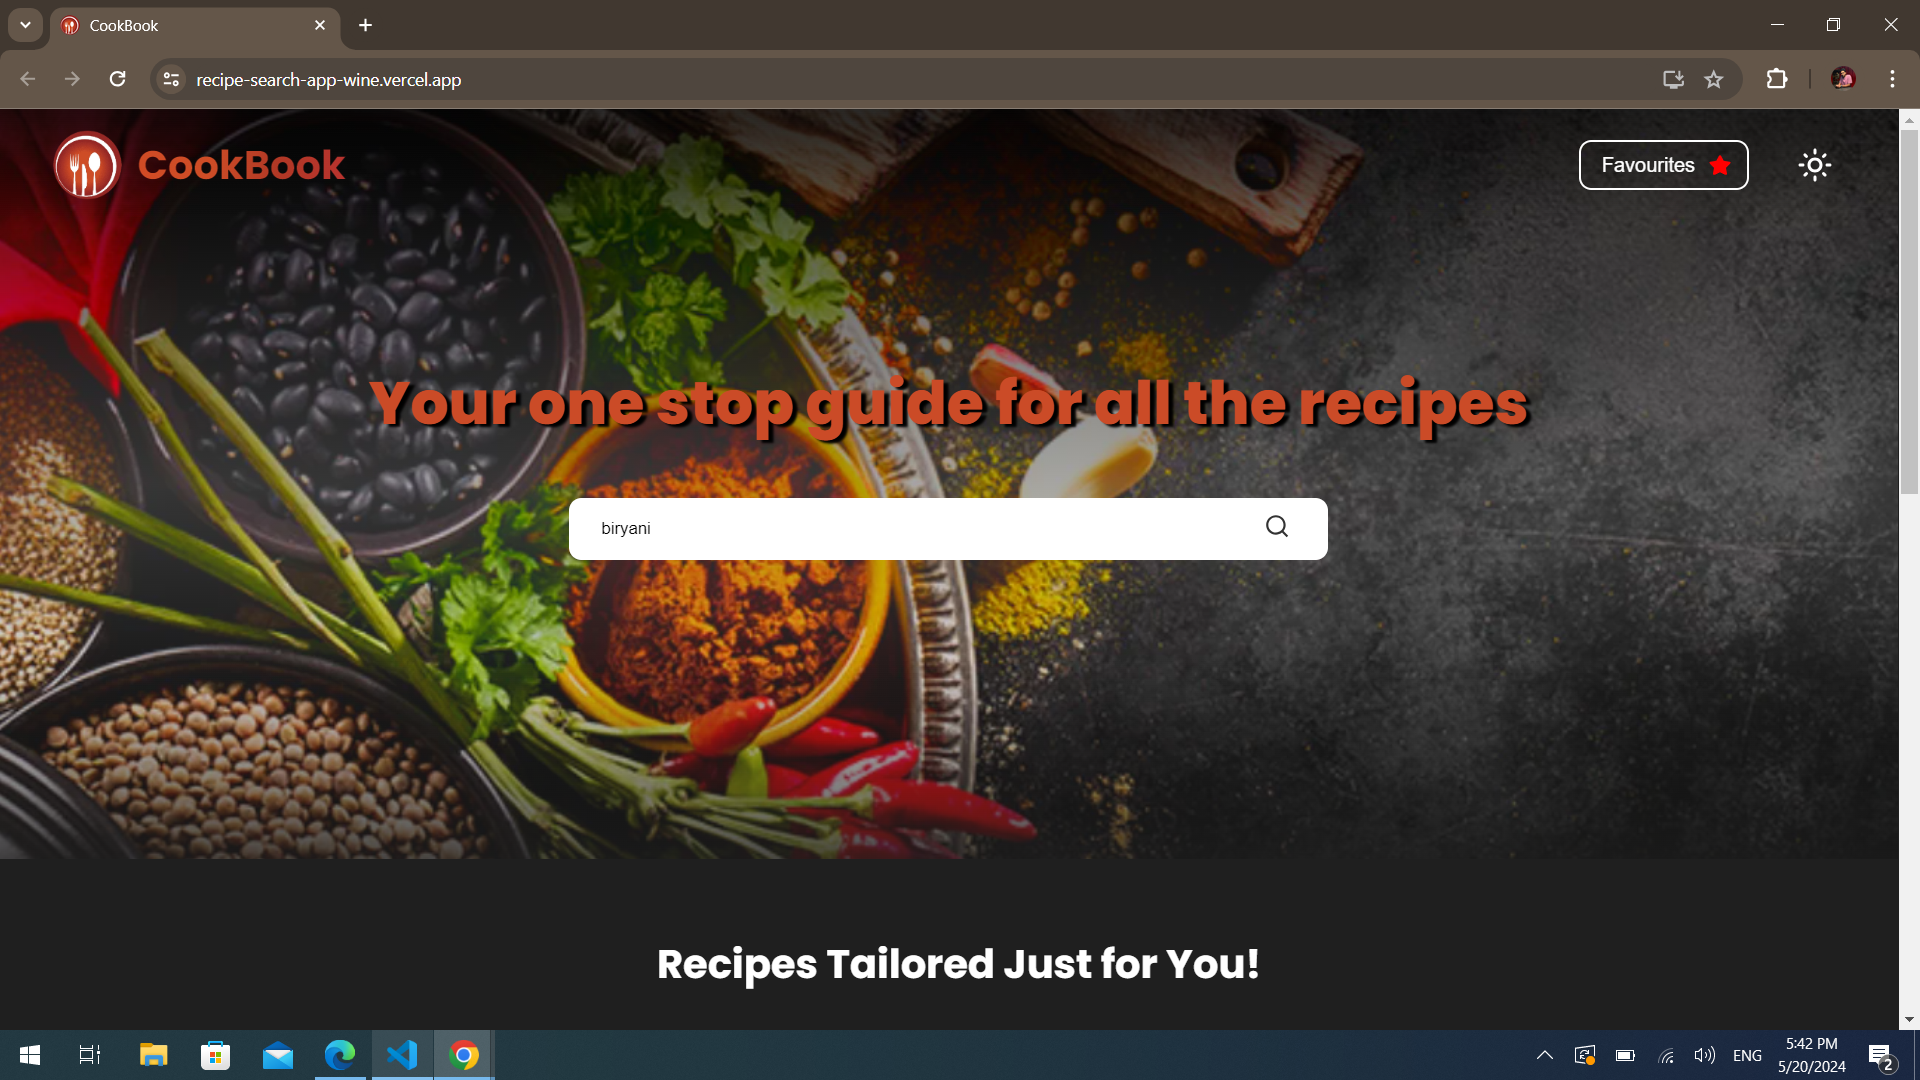 CookBook
recipe-search-app-wine.vercel.app
CookBook
Favourites
Your one stop guide for all the recipes
biryani
Recipes Tailored Just for You!
ENG
5:42 PM
5/20/2024
2